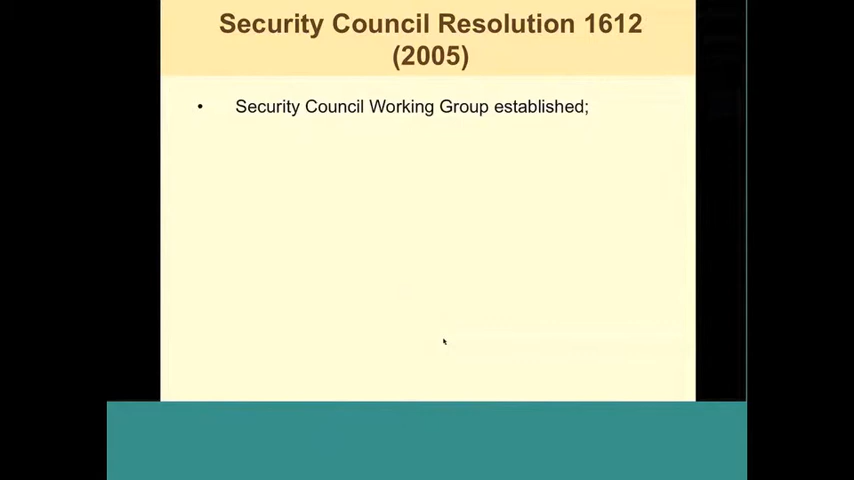 Security Council Resolution 1612
(2005)
• Security Council Working Group established;